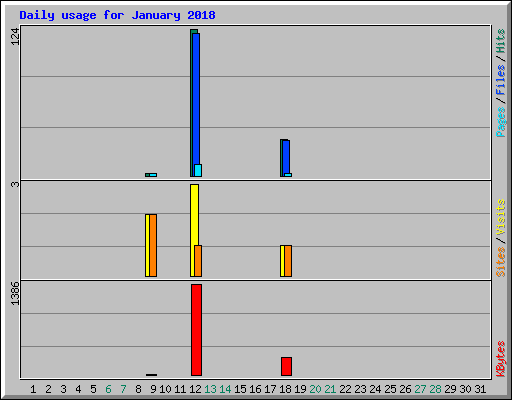 Daily usage for January 2018
124
Pages / Files / Hits
3
Sites / Visits
1386
KBytes
1 2 3 4 5 6 7 8 9 10 11 12 13 14 15 16 17 18 19 20 21 22 23 24 25 26 27 28 29 30 31